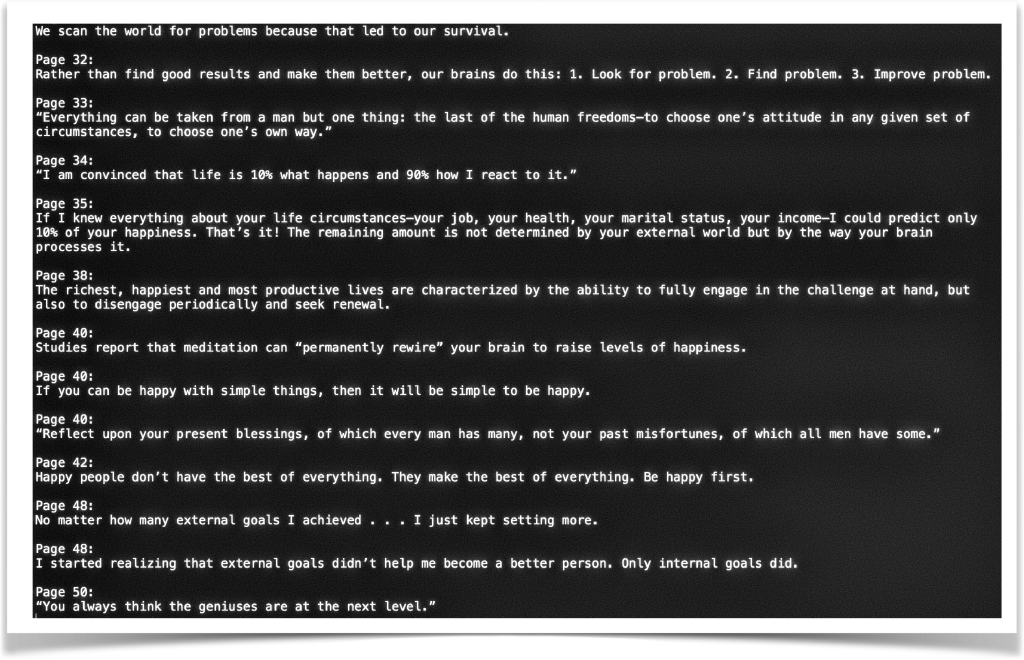 We scan the world for problems because that led to our survival.
Page 32:
Rather than find good results and make them better, our brains do this: 1. Look for problem. 2. Find problem. 3. Improve problem.
Page 33:
“Everything can be taken from a man but one thing: the last of the human freedoms—to choose one’s attitude in any given set of
circumstances, to choose one’s own way.”
Page 34:
“I am convinced that life is 10% what happens and 90% how I react to it.”
Page 35:
If I knew everything about your life circumstances—your job, your health, your marital status, your income—I could predict only
10% of your happiness. That’s it! The remaining amount is not determined by your external world but by the way your brain
processes it.
Page 38:
The richest, happiest and most productive lives are characterized by the ability to fully engage in the challenge at hand, but
also to disengage periodically and seek renewal.
Page 40:
Studies report that meditation can “permanently rewire” your brain to raise levels of happiness.
Page 40:
If you can be happy with simple things, then it will be simple to be happy.
Page 40:
“Reflect upon your present blessings, of which every man has many, not your past misfortunes, of which all men have some.”
Page 42:
Happy people don’t have the best of everything. They make the best of everything. Be happy first.
Page 48:
No matter how many external goals I achieved . . . I just kept setting more.
Page 48:
I started realizing that external goals didn’t help me become a better person. Only internal goals did.
Page 50:
“You always think the geniuses are at the next level.”